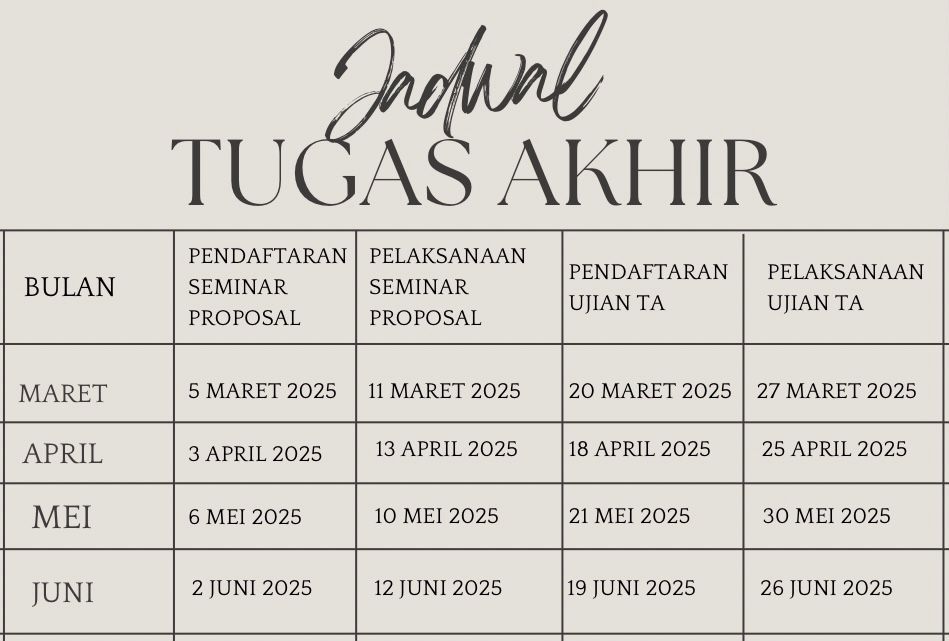 Jadwal
TUGAS AKHIR
BULAN
PENDAFTARAN
SEMINAR
PROPOSAL
PELAKSANAAN
SEMINAR
PROPOSAL
PENDAFTARAN
UJIAN TA
PELAKSANAAN
UJIAN TA
MARET
5 MARET 2025
11 MARET 2025
20 MARET 2025
27 MARET 2025
APRIL
3 APRIL 2025
13 APRIL 2025
18 APRIL 2025
25 APRIL 2025
MEI
6 MEI 2025
10 MEI 2025
21 MEI 2025
30 MEI 2025
JUNI
2 JUNI 2025
12 JUNI 2025
19 JUNI 2025
26 JUNI 2025